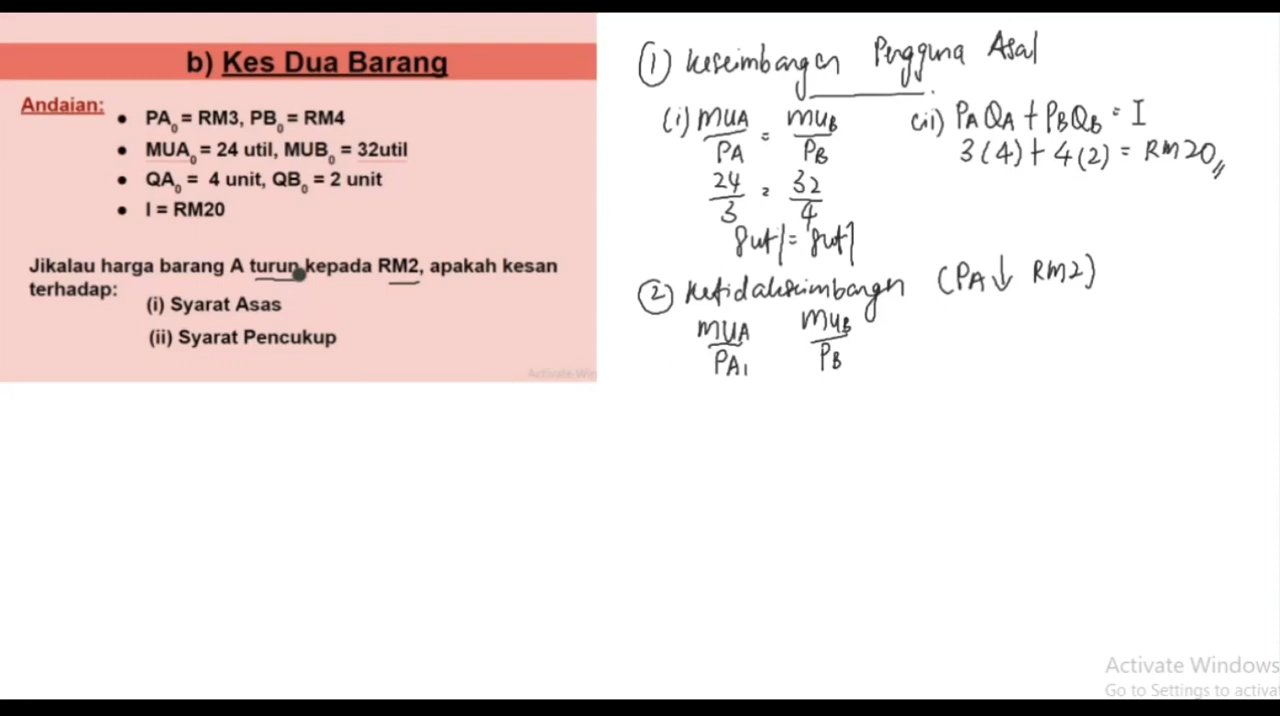 b) Kes Dua Barang
Andaian:
• PA0 = RM3, PB0 = RM4
• MUA0 = 24 util, MUB0 = 32util
• QA0 = 4 unit, QB0 = 2 unit
• I = RM20
Jikalau harga barang A turun kepada RM2, apakah kesan
terhadap:
(i) Syarat Asas
(ii) Syarat Pencukup
Activate Win
① Keseimbangan Pengguna Asal
(i) MUA/PA = MUB/PB
24/3 = 32/4
8util = 8util
(ii) PAQA + PBQB = I
3(4) + 4(2) = RM20
② Ketidakseimbangan (PA↓ RM2)
MUA/PA1 MUB/PB
Activate Windows
Go to Settings to activat